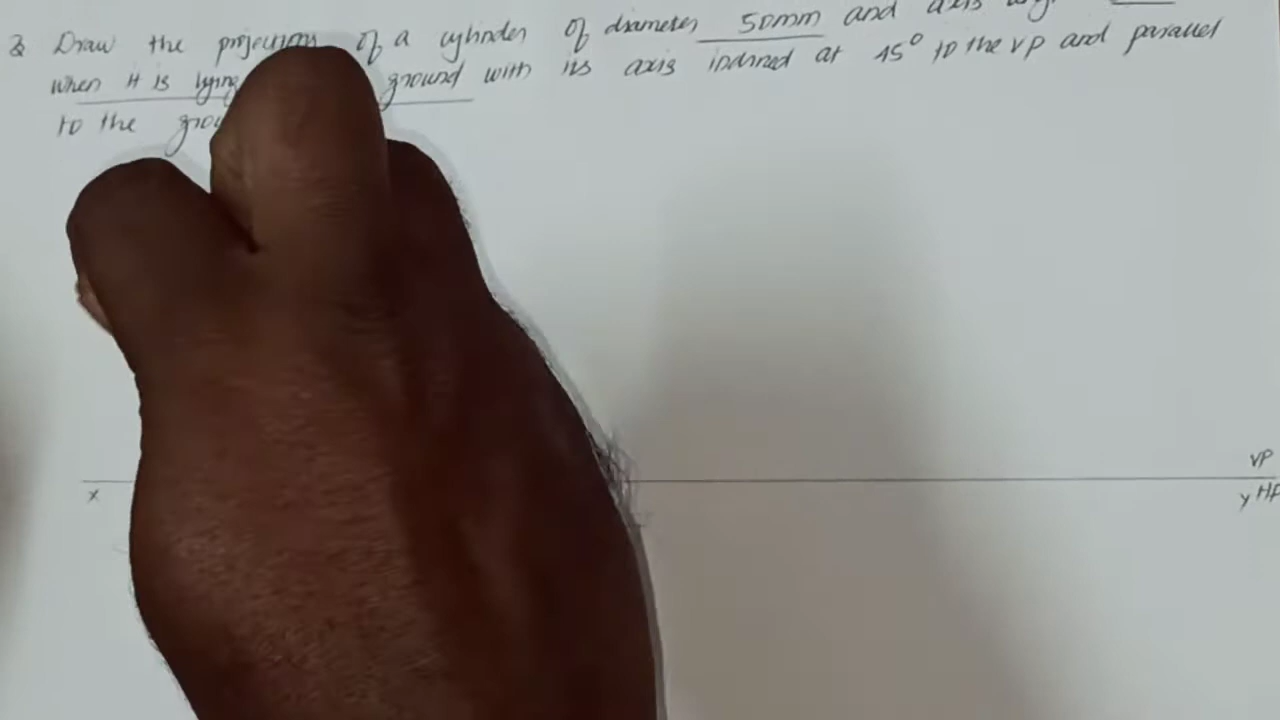 Draw the projections of a cylinder of diameter 50mm and axis
when it is lying ground with its axis inclined at 45° to the VP and parallel
to the
VP
x
y HP